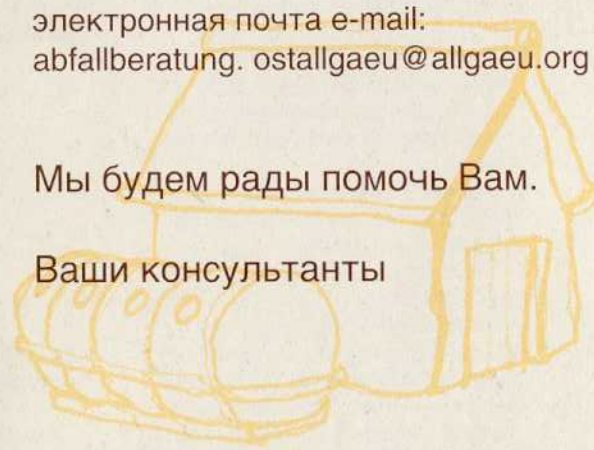 электронная почта e-mail:
abfallberatung. ostallgaeu@allgaeu.org
Мы будем рады помочь Вам.
Ваши консультанты